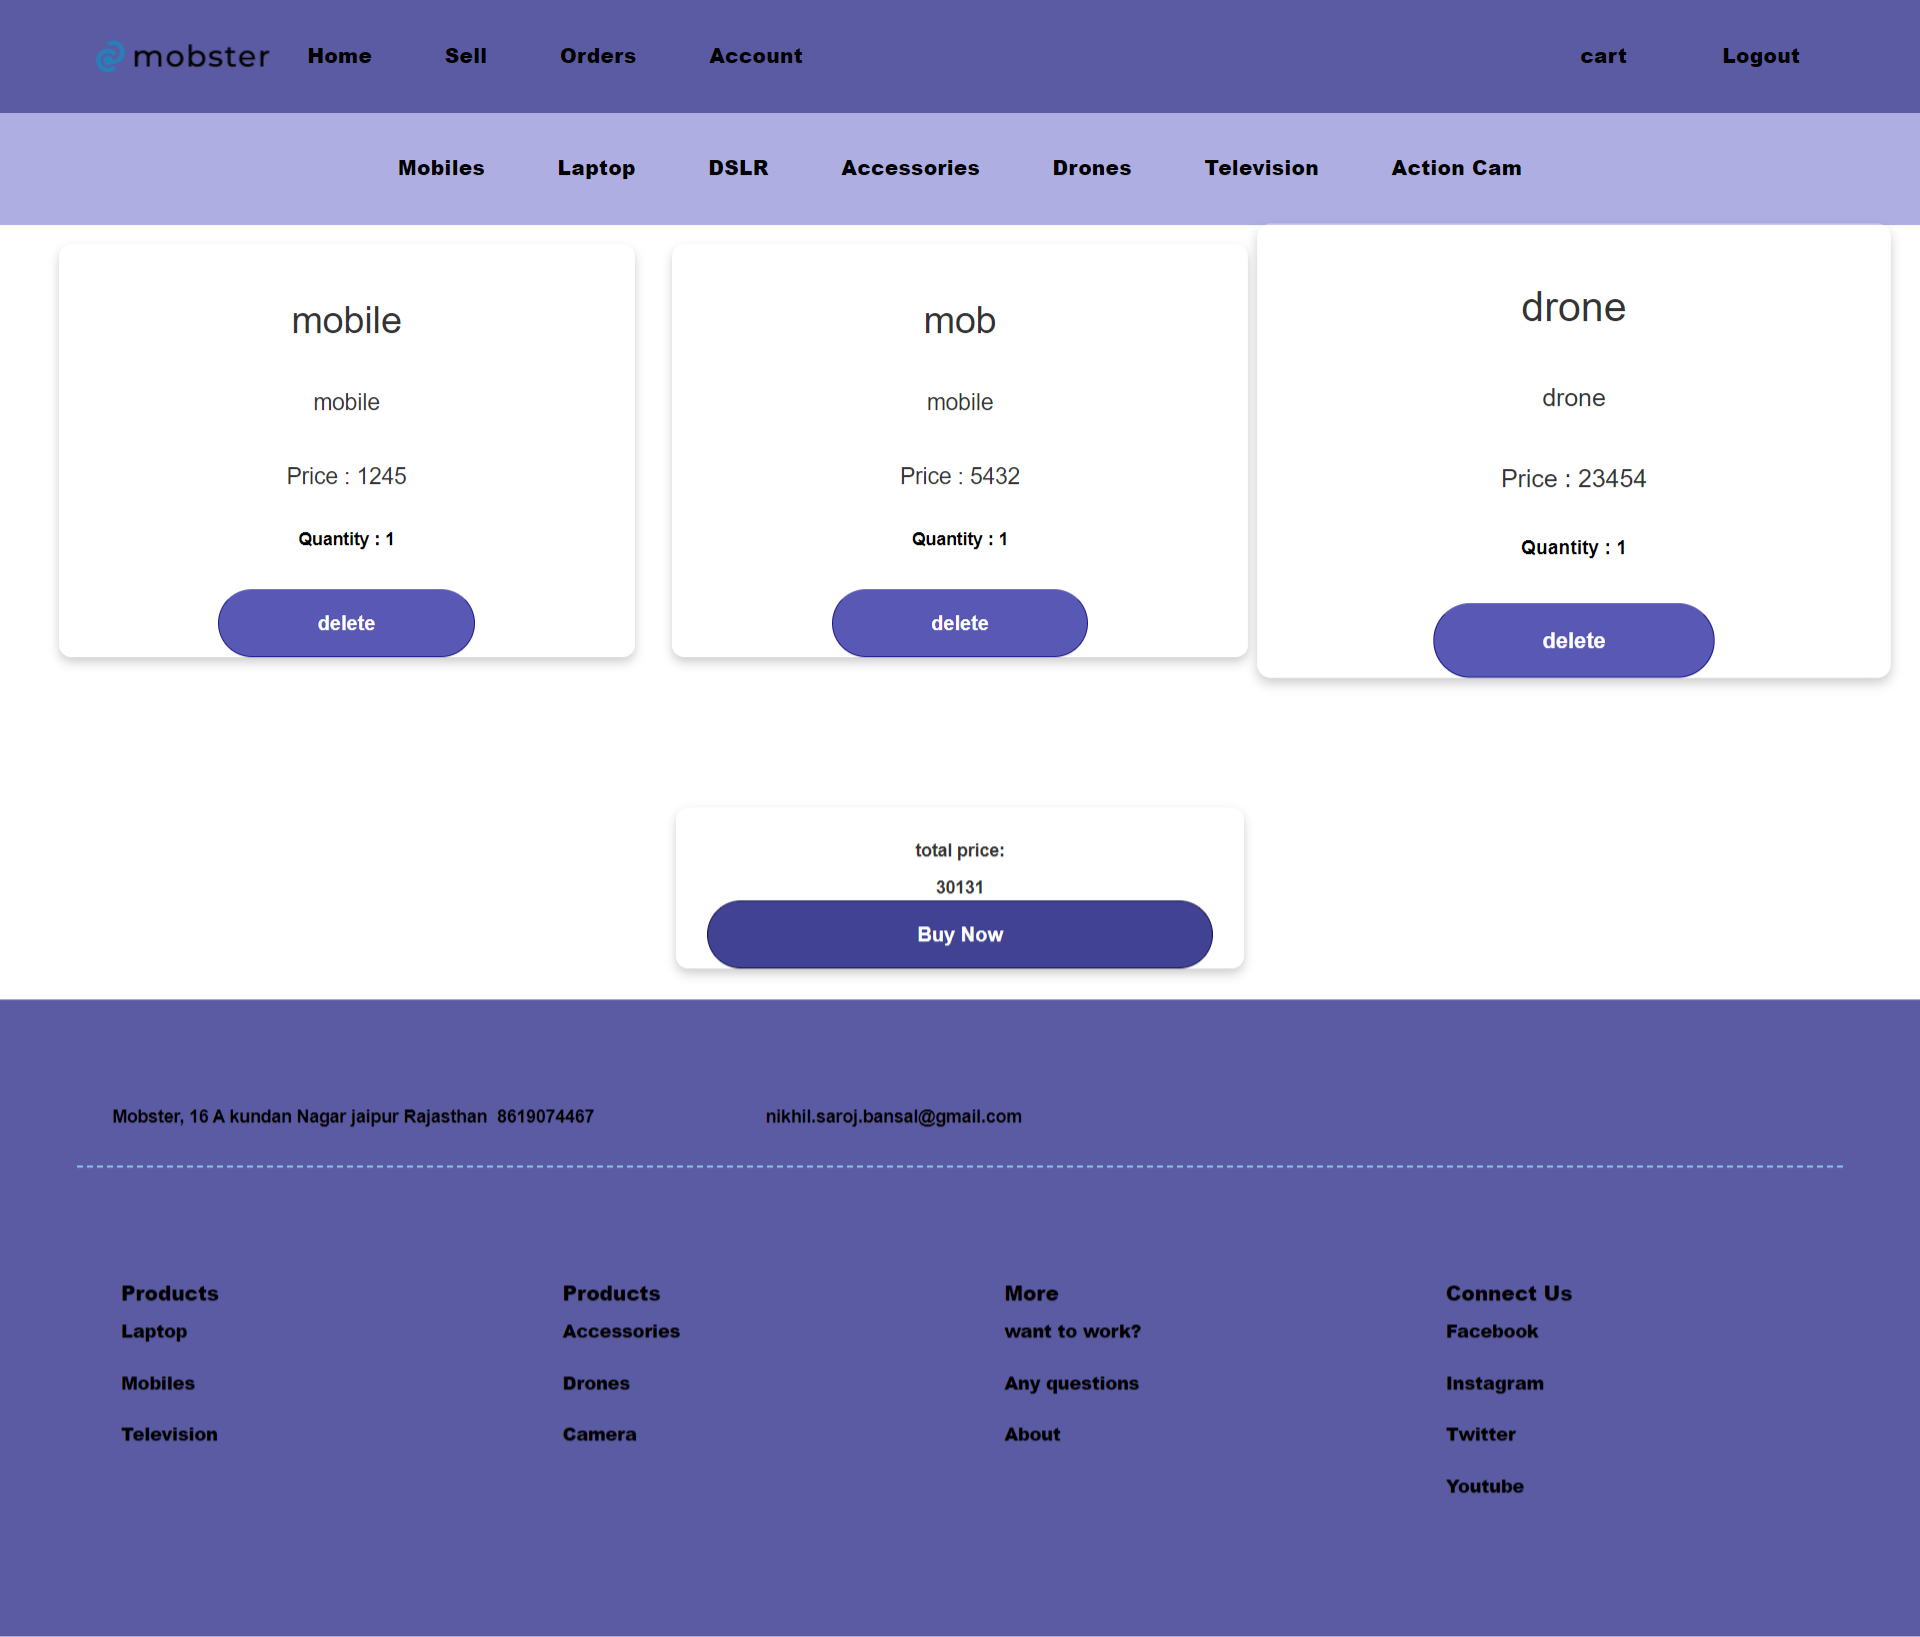 mobster Home Sell Orders Account cart Logout
Mobiles Laptop DSLR Accessories Drones Television Action Cam
mobile
mobile
Price : 1245
Quantity : 1
delete
mob
mobile
Price : 5432
Quantity : 1
delete
drone
drone
Price : 23454
Quantity : 1
delete
total price:
30131
Buy Now
Mobster, 16 A kundan Nagar jaipur Rajasthan 8619074467 nikhil.saroj.bansal@gmail.com
Products
Laptop
Mobiles
Television
Products
Accessories
Drones
Camera
More
want to work?
Any questions
About
Connect Us
Facebook
Instagram
Twitter
Youtube